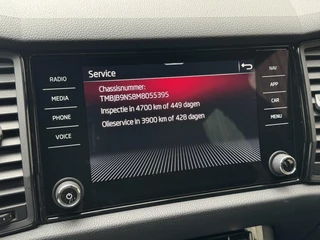 Service
RADIO
MEDIA
PHONE
VOICE
Chassisnummer:
TMBJB9NS8M8055395
Inspectie in 4700 km of 449 dagen
Olieservice in 3900 km of 428 dagen
NAV
APP
CAR
MENU